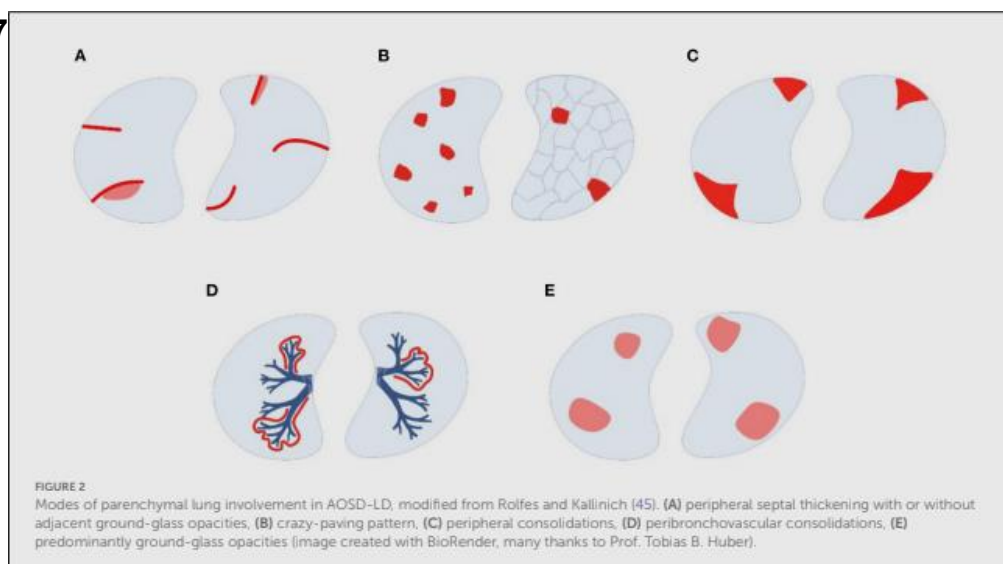 7
A
B
C
D
E
FIGURE 2
Modes of parenchymal lung involvement in AOSD-LD, modified from Rolfes and Kallinich (45). (A) peripheral septal thickening with or without
adjacent ground-glass opacities, (B) crazy-paving pattern, (C) peripheral consolidations, (D) peribronchovascular consolidations, (E)
predominantly ground-glass opacities (image created with BioRender, many thanks to Prof. Tobias B. Huber).